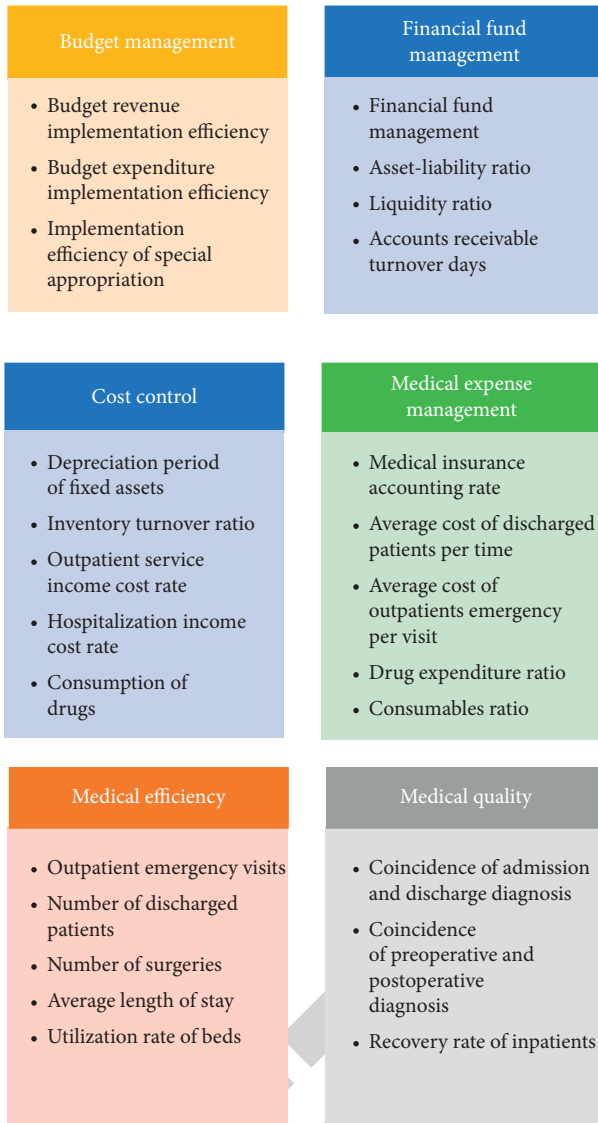 Budget management
• Budget revenue
implementation efficiency
• Budget expenditure
implementation efficiency
• Implementation
efficiency of special
appropriation
Financial fund
management
• Financial fund
management
• Asset-liability ratio
• Liquidity ratio
• Accounts receivable
turnover days
Cost control
• Depreciation period
of fixed assets
• Inventory turnover ratio
• Outpatient service
income cost rate
• Hospitalization income
cost rate
• Consumption of
drugs
Medical expense
management
• Medical insurance
accounting rate
• Average cost of discharged
patients per time
• Average cost of
outpatients emergency
per visit
• Drug expenditure ratio
• Consumables ratio
Medical efficiency
• Outpatient emergency visits
• Number of discharged
patients
• Number of surgeries
• Average length of stay
• Utilization rate of beds
Medical quality
• Coincidence of admission
and discharge diagnosis
• Coincidence
of preoperative and
postoperative
diagnosis
• Recovery rate of inpatients